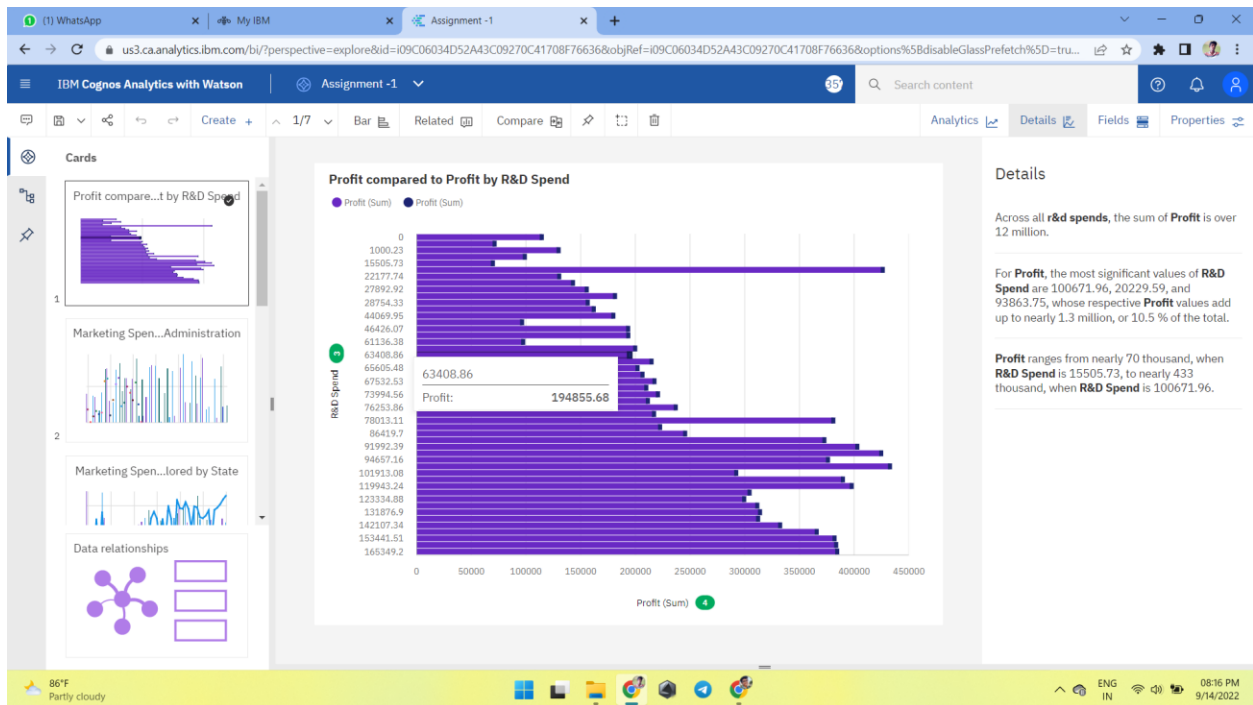 (1) WhatsApp
My IBM
Assignment -1
us3.ca.analytics.ibm.com/bi/?perspective=explore&id=i09C06034D52A43C09270C41708F76636&objRef=i09C06034D52A43C09270C41708F76636&options%5BdisableGlassPrefetch%5D=tru...
IBM Cognos Analytics with Watson
Assignment -1
Search content
Create
1/7
Bar
Related
Compare
Analytics
Details
Fields
Properties
Cards
Profit compare...t by R&D Spend
1
Marketing Spen...Administration
2
Marketing Spen...lored by State
Data relationships
Profit compared to Profit by R&D Spend
Profit (Sum)
Profit (Sum)
R&D Spend
3
0
1000.23
15505.73
22177.74
27892.92
28754.33
44069.95
46426.07
61136.38
63408.86
65605.48
67532.53
73994.56
76253.86
78013.11
86419.7
91992.39
94657.16
101913.08
119943.24
123334.88
131876.9
142107.34
153441.51
165349.2
63408.86
Profit: 194855.68
0 50000 100000 150000 200000 250000 300000 350000 400000 450000
Profit (Sum) 4
Details
Across all r&d spends, the sum of Profit is over
12 million.
For Profit, the most significant values of R&D
Spend are 100671.96, 20229.59, and
93863.75, whose respective Profit values add
up to nearly 1.3 million, or 10.5 % of the total.
Profit ranges from nearly 70 thousand, when
R&D Spend is 15505.73, to nearly 433
thousand, when R&D Spend is 100671.96.
86°F
Partly cloudy
ENG
IN
08:16 PM
9/14/2022